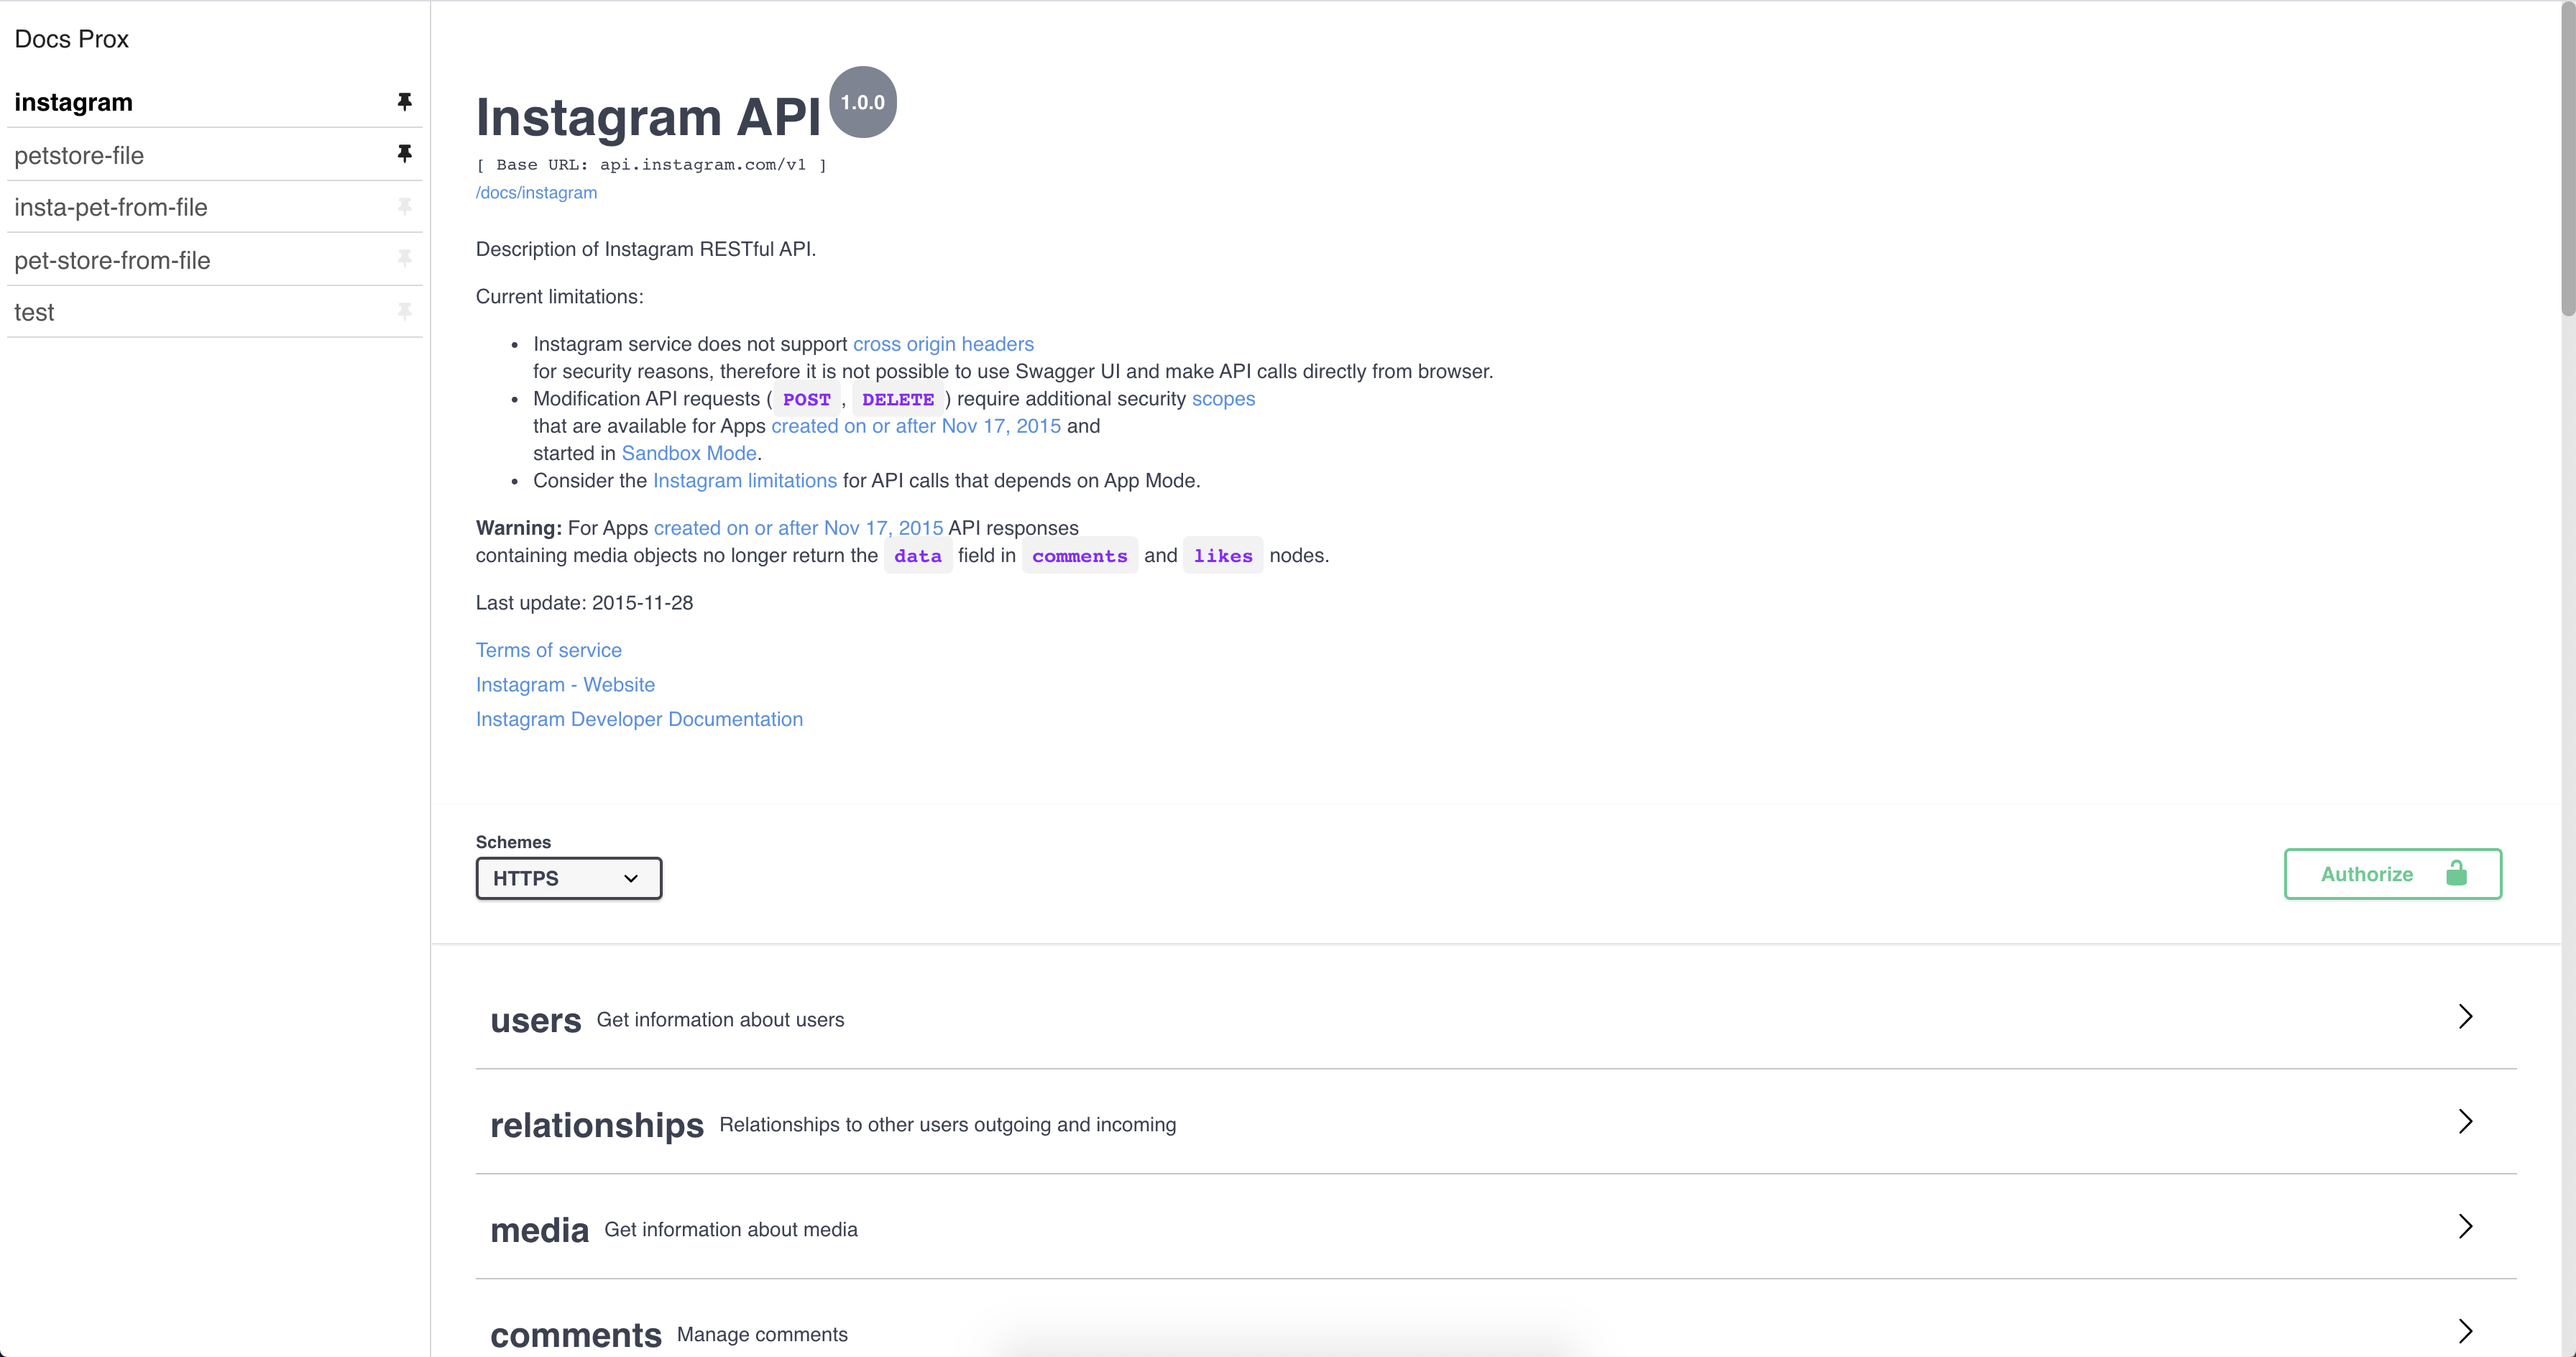 Docs Prox
instagram
petstore-file
insta-pet-from-file
pet-store-from-file
test
Instagram API 1.0.0
[ Base URL: api.instagram.com/v1 ]
/docs/instagram
Description of Instagram RESTful API.
Current limitations:
• Instagram service does not support cross origin headers
for security reasons, therefore it is not possible to use Swagger UI and make API calls directly from browser.
• Modification API requests ( POST , DELETE ) require additional security scopes
that are available for Apps created on or after Nov 17, 2015 and
started in Sandbox Mode.
• Consider the Instagram limitations for API calls that depends on App Mode.
Warning: For Apps created on or after Nov 17, 2015 API responses
containing media objects no longer return the data field in comments and likes nodes.
Last update: 2015-11-28
Terms of service
Instagram - Website
Instagram Developer Documentation
Schemes
HTTPS
Authorize
users Get information about users
relationships Relationships to other users outgoing and incoming
media Get information about media
comments Manage comments